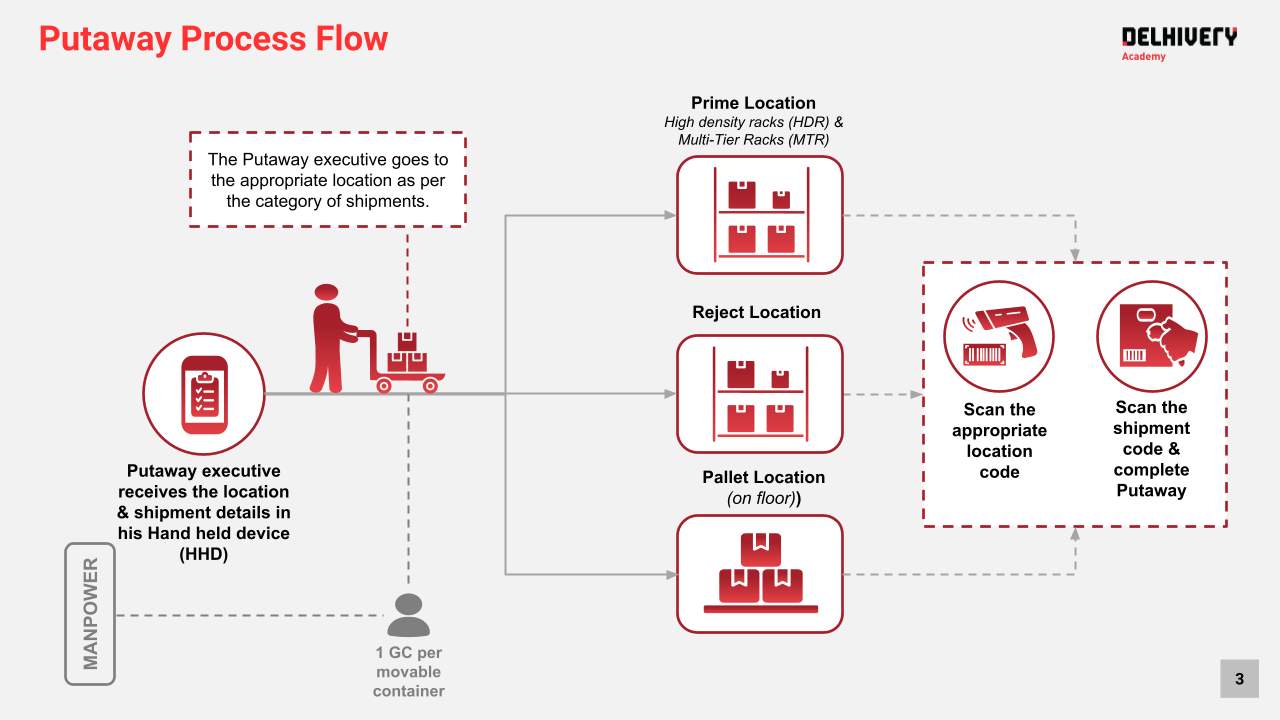 Putaway Process Flow
DELHIVERY
Academy
The Putaway executive goes to
the appropriate location as per
the category of shipments.
Putaway executive
receives the location
& shipment details in
his Hand held device
(HHD)
MANPOWER
1 GC per
movable
container
Prime Location
High density racks (HDR) &
Multi-Tier Racks (MTR)
Reject Location
Pallet Location
(on floor))
Scan the
appropriate
location
code
Scan the
shipment
code &
complete
Putaway
3